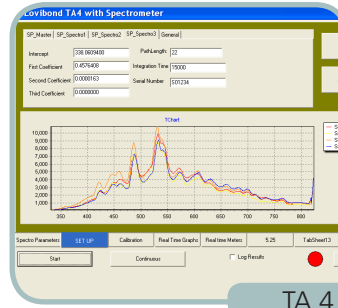 Lovibond TA4 with Spectrometer
SP_Master SP_Spectro1 SP_Spectro2 SP_Spectro3 General
Intercept 338.0609400 PathLength: 22
First Coefficient 0.4576408 Integration Time 15000
Second Coefficient 0.0000163 Serial Number S01234
Third Coefficient 0.0000000
TChart
10,000
9,000
8,000
7,000
6,000
5,000
4,000
3,000
2,000
1,000
350 400 450 500 550 600 650 700 750 800
Spectro Parameters SET UP Calibration Real Time Graphs Real time Meters 5.25 TabSheet13
Start Continuous Log Results
TA 4